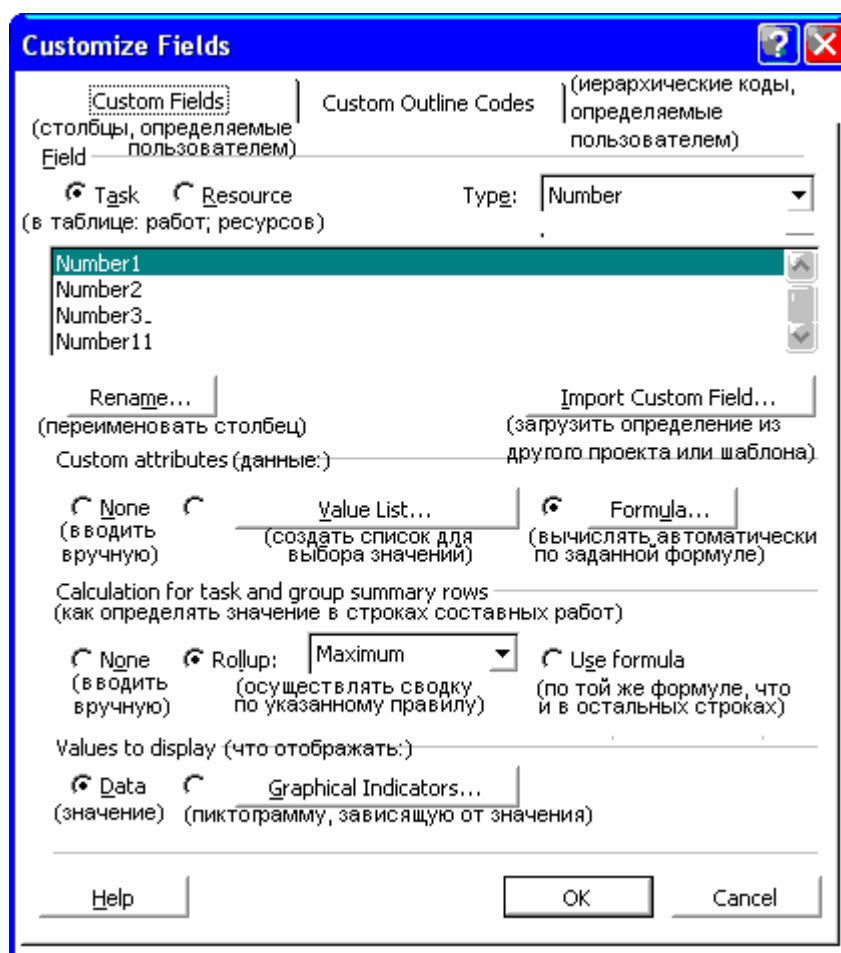 Customize Fields
Custom Fields
(столбцы, определяемые
пользователем)
Custom Outline Codes
(иерархические коды,
определяемые
пользователем)
Field
Task Resource
Type: Number
(в таблице: работ; ресурсов)
Number1
Number2
Number3
Number11
Rename... Import Custom Field...
(переименовать столбец)
(загрузить определение из
другого проекта или шаблона)
Custom attributes (данные:)
None Value List... Formula...
(вводить
вручную)
(создать список для
выбора значений)
(вычислять автоматически
по заданной формуле)
Calculation for task and group summary rows
(как определять значение в строках составных работ)
None Rollup: Maximum Use formula
(вводить
вручную)
(осуществлять сводку
по указанному правилу)
(по той же формуле, что
и в остальных строках)
Values to display (что отображать:)
Data Graphical Indicators...
(значение) (пиктограмму, зависящую от значения)
Help OK Cancel